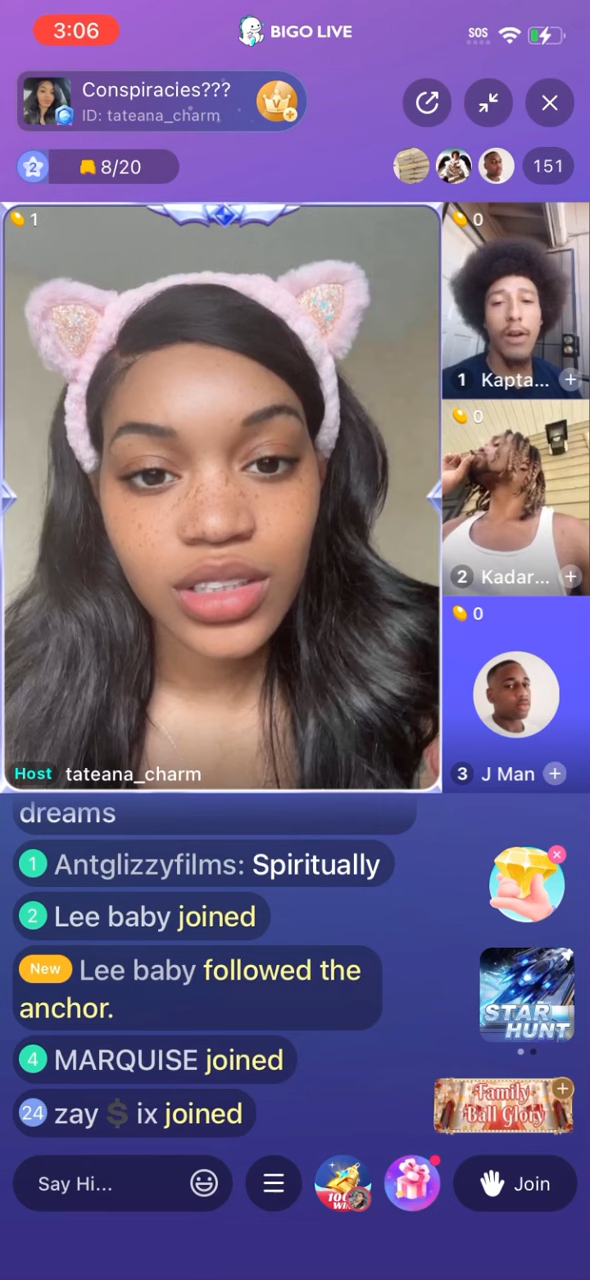 3:06
BIGO LIVE
SOS
Conspiracies???
ID: tateana_charm
2
8/20
151
1
0
1 Kapta...
0
2 Kadar...
0
3 J Man
Host tateana_charm
dreams
1 Antglizzyfilms: Spiritually
2 Lee baby joined
New Lee baby followed the
anchor.
4 MARQUISE joined
24 zay $ ix joined
STAR
HUNT
Family
Ball Glory
Say Hi...
Join